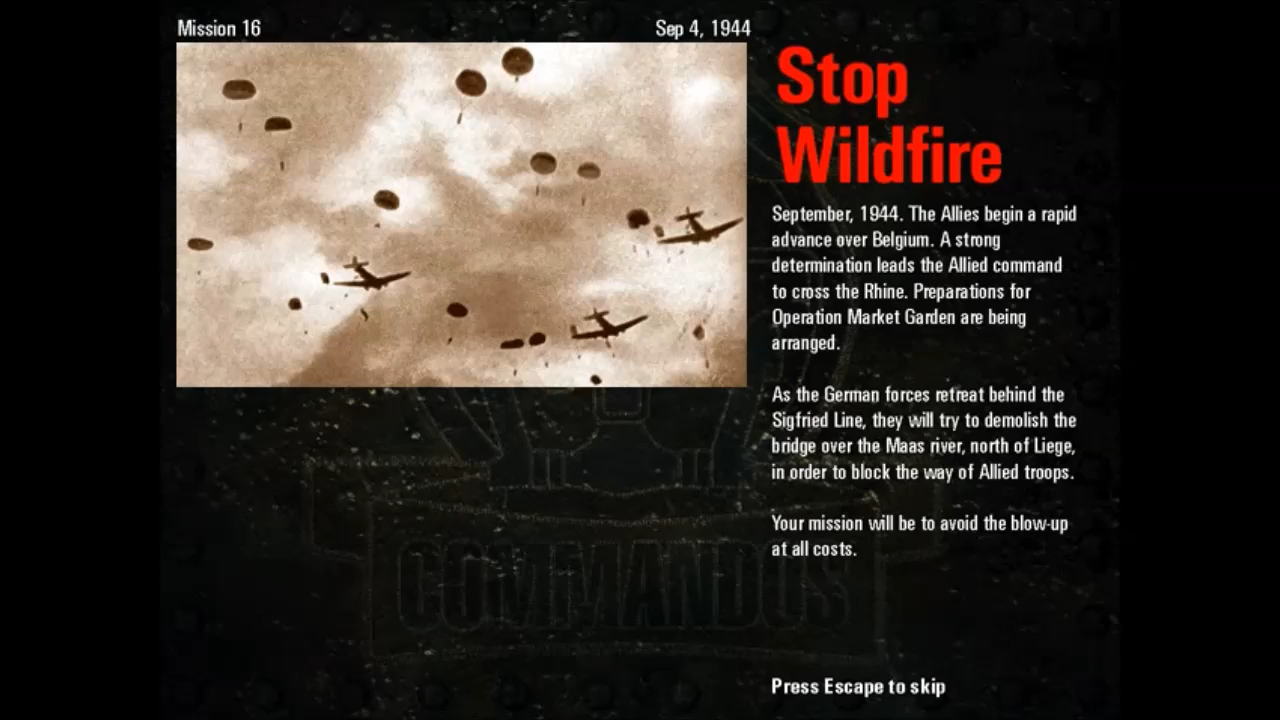 Mission 16
Sep 4, 1944
Stop
Wildfire
September, 1944. The Allies begin a rapid
advance over Belgium. A strong
determination leads the Allied command
to cross the Rhine. Preparations for
Operation Market Garden are being
arranged.
As the German forces retreat behind the
Sigfried Line, they will try to demolish the
bridge over the Maas river, north of Liege,
in order to block the way of Allied troops.
Your mission will be to avoid the blow-up
at all costs.
COMMANDOS
Press Escape to skip